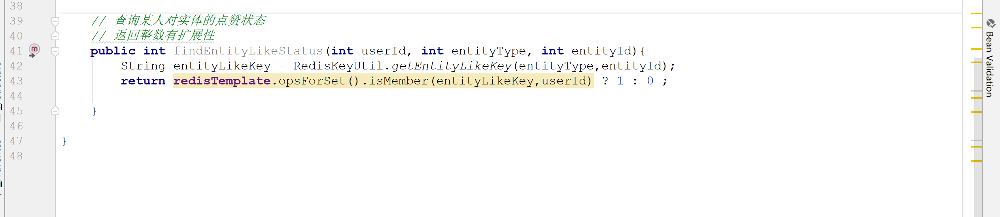 38
39 // 查询某人对实体的点赞状态
40 // 返回整数有扩展性
41 m public int findEntityLikeStatus(int userId, int entityType, int entityId){
42 String entityLikeKey = RedisKeyUtil.getEntityLikeKey(entityType,entityId);
43 return redisTemplate.opsForSet().isMember(entityLikeKey,userId) ? 1 : 0 ;
44
45 }
46
47 }
48
Bean Validation